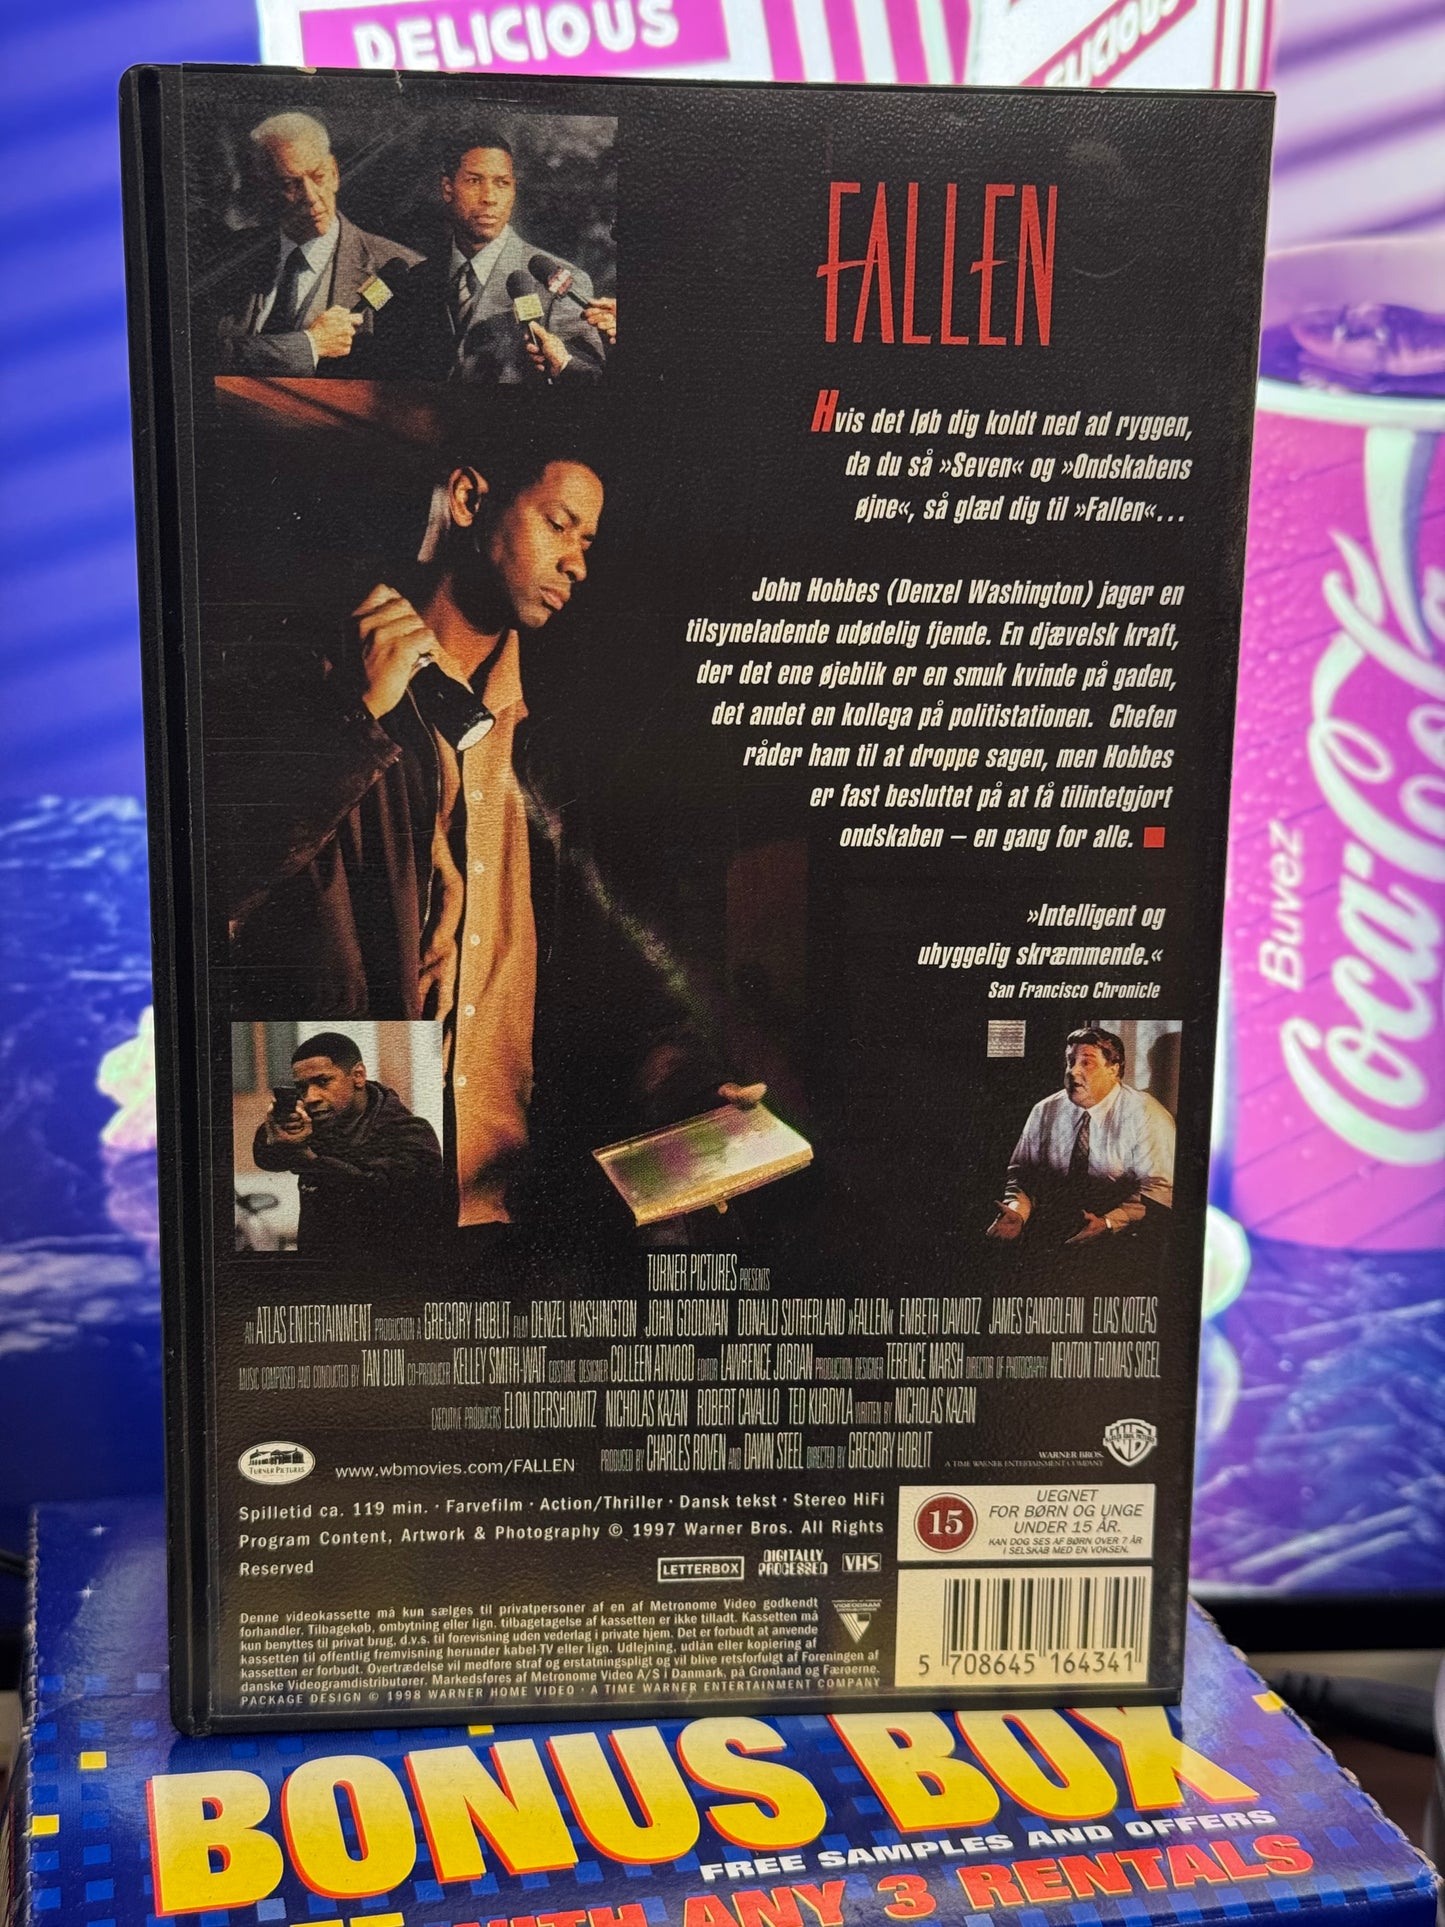 DELICIOUS
FALLEN
Hvis det løb dig koldt ned ad ryggen,
da du så »Seven« og »Ondskabens
øjne«, så glæd dig til »Fallen«...
John Hobbes (Denzel Washington) jager en
tilsyneladende udødelig fjende. En djævelsk kraft,
der det ene øjeblik er en smuk kvinde på gaden,
det andet en kollega på politistationen. Chefen
råder ham til at droppe sagen, men Hobbes
er fast besluttet på at få tilintetgjort
ondskaben – en gang for alle.
»Intelligent og
uhyggelig skræmmende.«
San Francisco Chronicle
TURNER PICTURES PRESENTS
AN ATLAS ENTERTAINMENT PRODUCTION A GREGORY HOBLIT FILM DENZEL WASHINGTON JOHN GOODMAN DONALD SUTHERLAND »FALLEN« EMBETH DAVIDTZ JAMES GANDOLFINI ELIAS KOTEAS
MUSIC COMPOSED AND CONDUCTED BY TAN DUN CO-PRODUCER KELLEY SMITH-WAIT COSTUME DESIGNER COLLEEN ATWOOD EDITOR LAWRENCE JORDAN PRODUCTION DESIGNER TERENCE MARSH DIRECTOR OF PHOTOGRAPHY NEWTON THOMAS SIGEL
EXECUTIVE PRODUCERS ELON DERSHOWITZ NICHOLAS KAZAN ROBERT CAVALLO TED KURDYLA WRITTEN BY NICHOLAS KAZAN
PRODUCED BY CHARLES ROVEN AND DAWN STEEL DIRECTED BY GREGORY HOBLIT
TURNER PICTURES
www.wbmovies.com/FALLEN
WARNER BROS.
A TIME WARNER ENTERTAINMENT COMPANY
Spilletid ca. 119 min. · Farvefilm · Action/Thriller · Dansk tekst · Stereo HiFi
Program Content, Artwork & Photography © 1997 Warner Bros. All Rights
Reserved
LETTERBOX
DIGITALLY
PROCESSED
VHS
15
UEGNET
FOR BØRN OG UNGE
UNDER 15 ÅR.
KAN DOG SES AF BØRN OVER 7 ÅR
I SELSKAB MED EN VOKSEN.
Denne videokassette må kun sælges til privatpersoner af en af Metronome Video godkendt
forhandler. Tilbagekøb, ombytning eller lign. tilbagetagelse af kassetten er ikke tilladt. Kassetten må
kun benyttes til privat brug, d.v.s. til forevisning uden vederlag i private hjem. Det er forbudt at anvende
kassetten til offentlig fremvisning herunder kabel-TV eller lign. Udlejning, udlån eller kopiering af
kassetten er forbudt. Overtrædelse vil medføre straf og erstatningspligt og vil blive retsforfulgt af Foreningen af
danske Videogramdistributører. Markedsføres af Metronome Video A/S i Danmark, på Grønland og Færøerne.
PACKAGE DESIGN © 1998 WARNER HOME VIDEO · A TIME WARNER ENTERTAINMENT COMPANY
5 708645 164341
Buvez
Coca-Cola
BONUS BOX
FREE SAMPLES AND OFFERS
WITH ANY 3 RENTALS